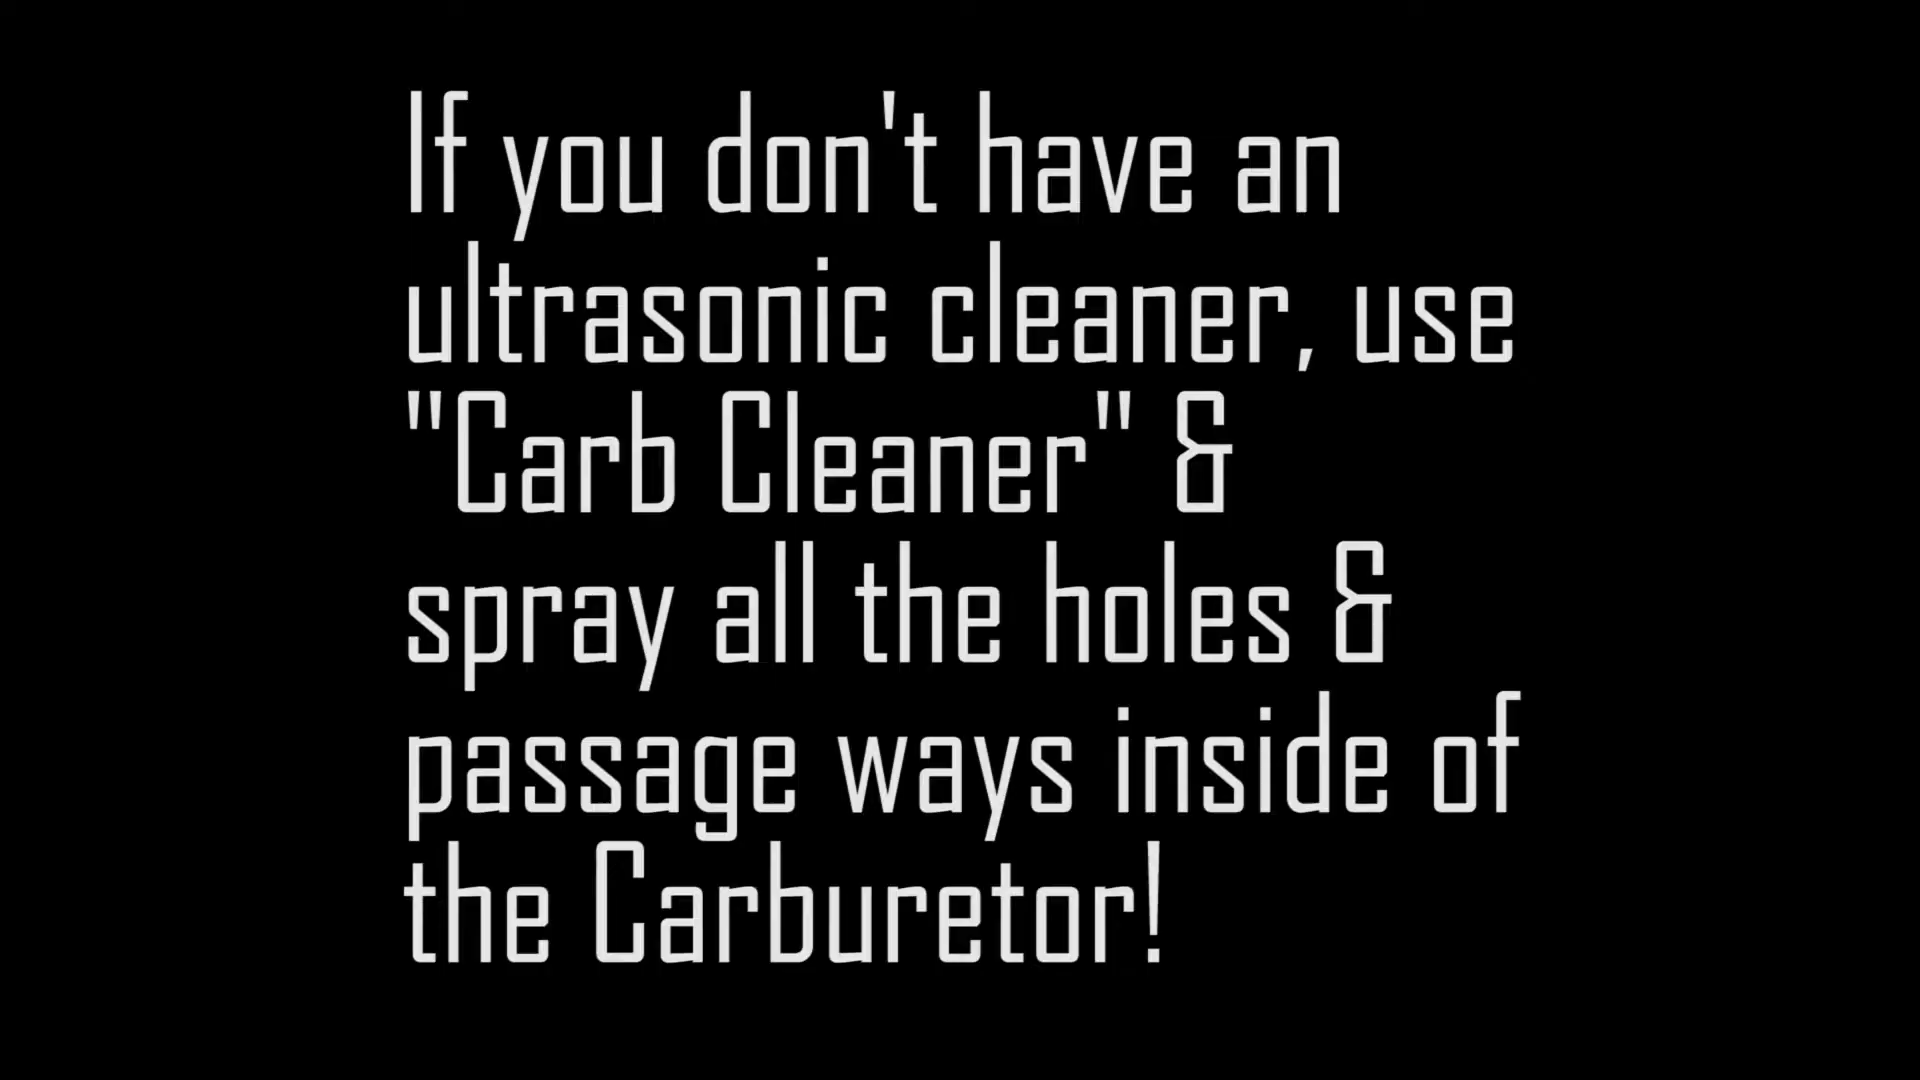 If you don't have an
ultrasonic cleaner, use
"Carb Cleaner" &
spray all the holes &
passage ways inside of
the Carburetor!